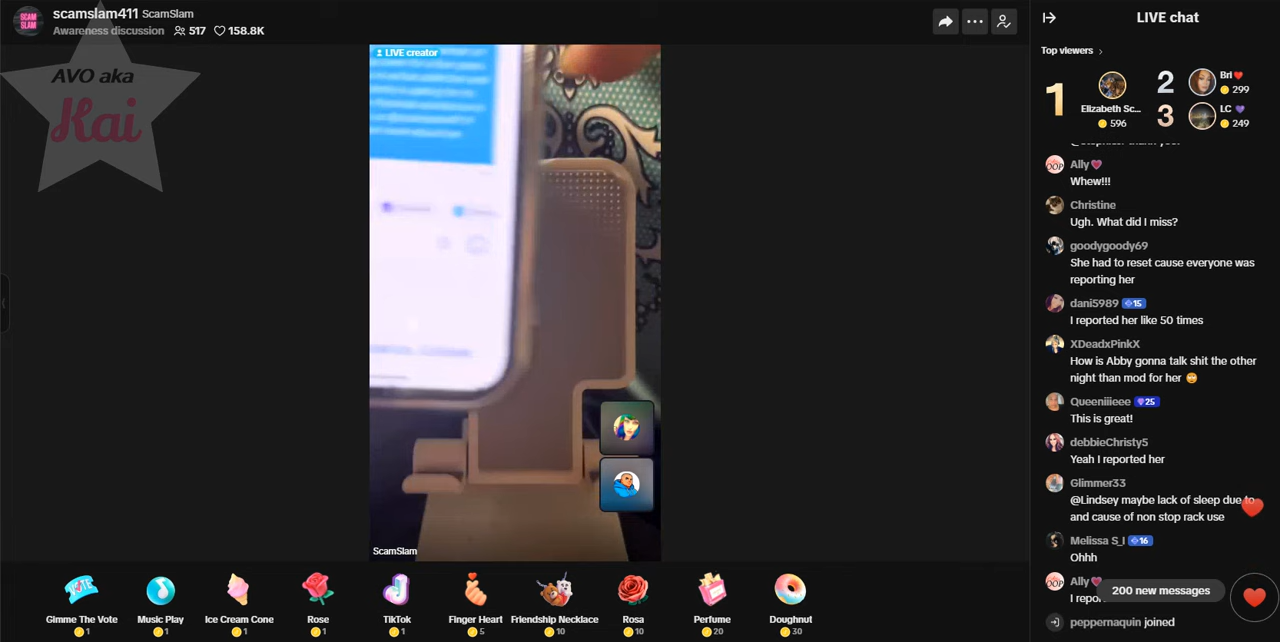 SCAM
SLAM
scamslam411 ScamSlam
Awareness discussion 517 158.8K
AVO aka
Kai
LIVE creator
ScamSlam
LIVE chat
Top viewers
1
Elizabeth Sc...
596
2
Bri
299
3
LC
249
Ally
Whew!!!
Christine
Ugh. What did I miss?
goodygoody69
She had to reset cause everyone was
reporting her
dani5989 15
I reported her like 50 times
XDeadxPinkX
How is Abby gonna talk shit the other
night than mod for her
Queeniiieee 25
This is great!
debbieChristy5
Yeah I reported her
Glimmer33
@Lindsey maybe lack of sleep due to
and cause of non stop rack use
Melissa S_I 16
Ohhh
Ally
I repor
200 new messages
peppernaquin joined
VOTE
Gimme The Vote
1
Music Play
1
Ice Cream Cone
1
Rose
1
TikTok
1
Finger Heart
5
Friendship Necklace
10
Rosa
10
Perfume
20
Doughnut
30